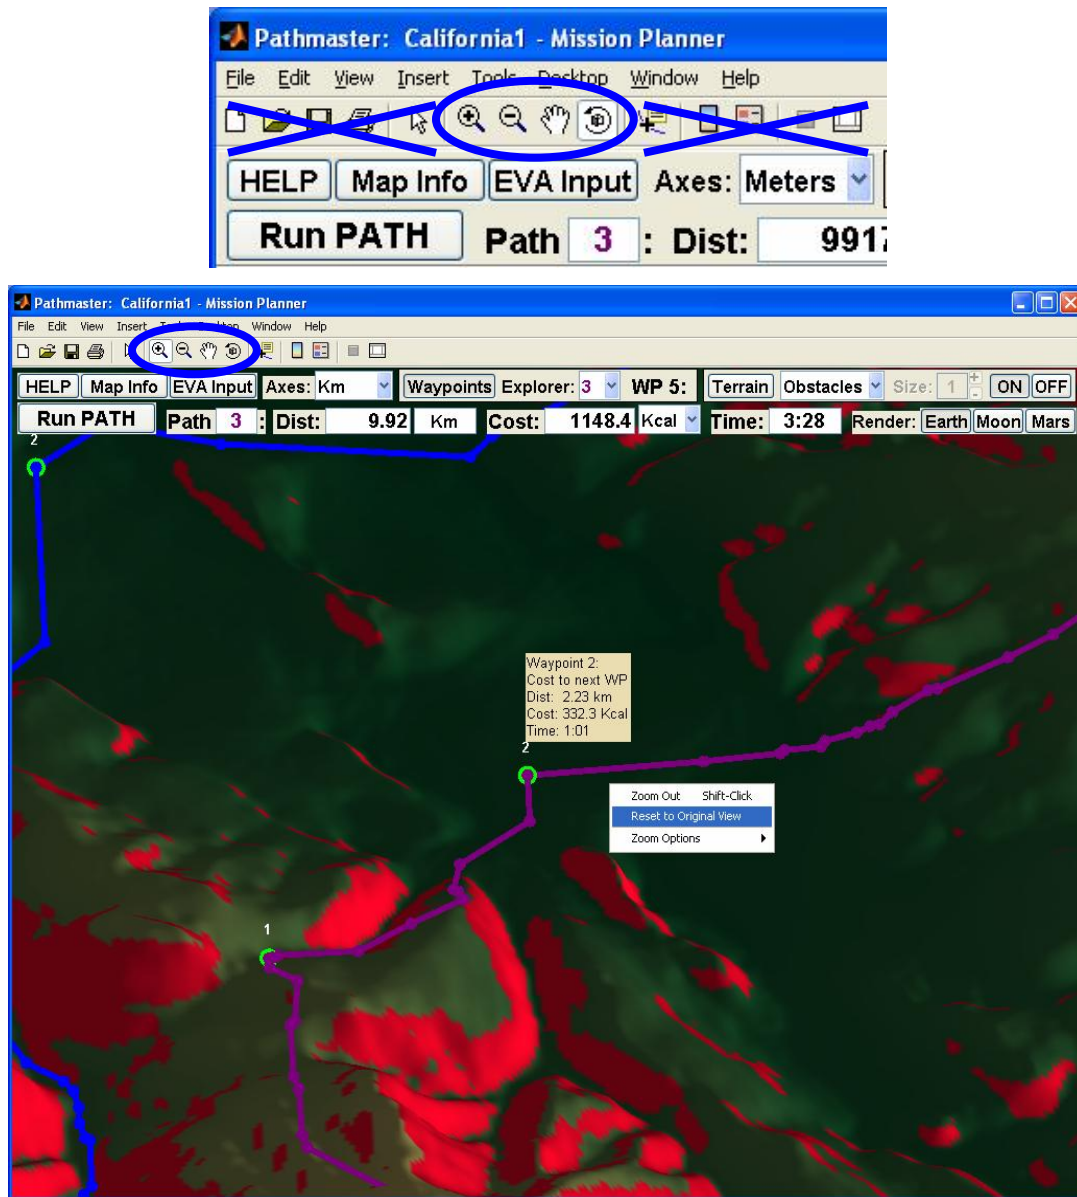 Pathmaster: California1 - Mission Planner
File Edit View Insert Tools Desktop Window Help
HELP Map Info EVA Input Axes: Meters
Run PATH Path 3 : Dist: 9917
Pathmaster: California1 - Mission Planner
File Edit View Insert Tools Desktop Window Help
HELP Map Info EVA Input Axes: Km Waypoints Explorer: 3 WP 5: Terrain Obstacles Size: 1 ON OFF
Run PATH Path 3 : Dist: 9.92 Km Cost: 1148.4 Kcal Time: 3:28 Render: Earth Moon Mars
2
Waypoint 2:
Cost to next WP
Dist: 2.23 km
Cost: 332.3 Kcal
Time: 1:01
2
Zoom Out Shift-Click
Reset to Original View
Zoom Options
1